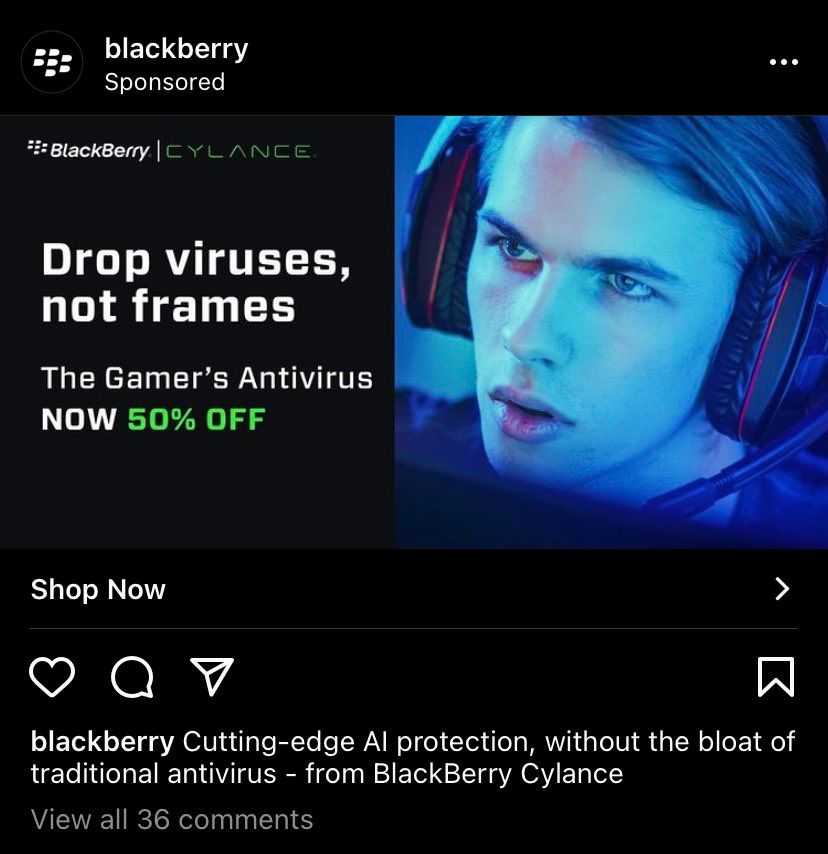 blackberry
Sponsored
BlackBerry | CYLANCE
Drop viruses,
not frames
The Gamer's Antivirus
NOW 50% OFF
Shop Now
blackberry Cutting-edge AI protection, without the bloat of
traditional antivirus - from BlackBerry Cylance
View all 36 comments